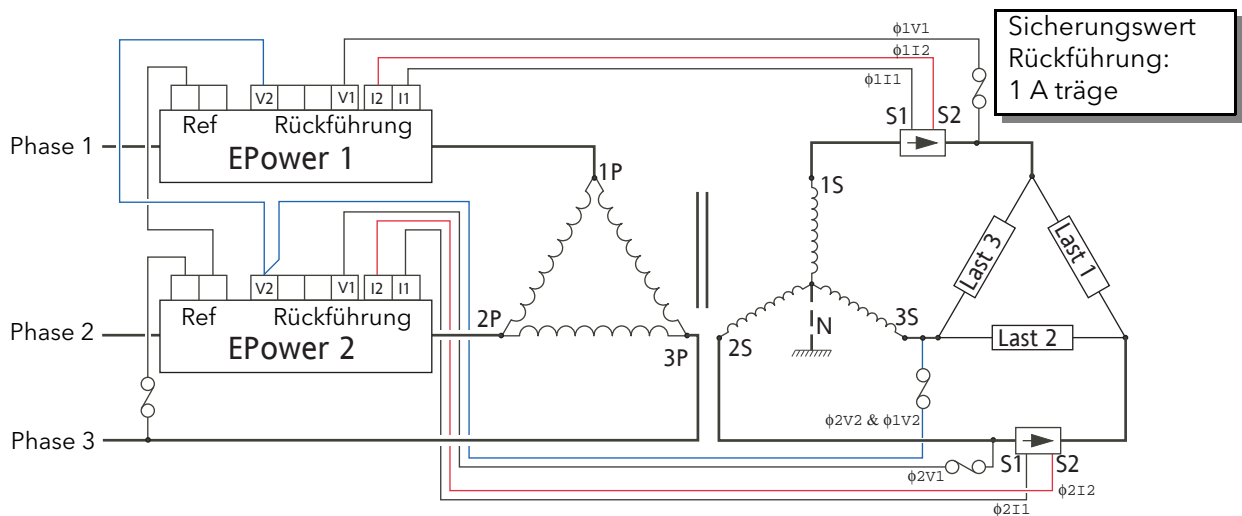 Sicherungswert
Rückführung:
1 A träge
ϕ1V1
ϕ1I2
ϕ1I1
S1 S2
V2 V1 I2 I1
Ref Rückführung
EPower 1
Phase 1
1P
1S
Last 3
Last 1
V2 V1 I2 I1
Ref Rückführung
EPower 2
Phase 2
2P
3P
2S
N
3S
Last 2
ϕ2V2 & ϕ1V2
Phase 3
S1 S2
ϕ2V1
ϕ2I2
ϕ2I1